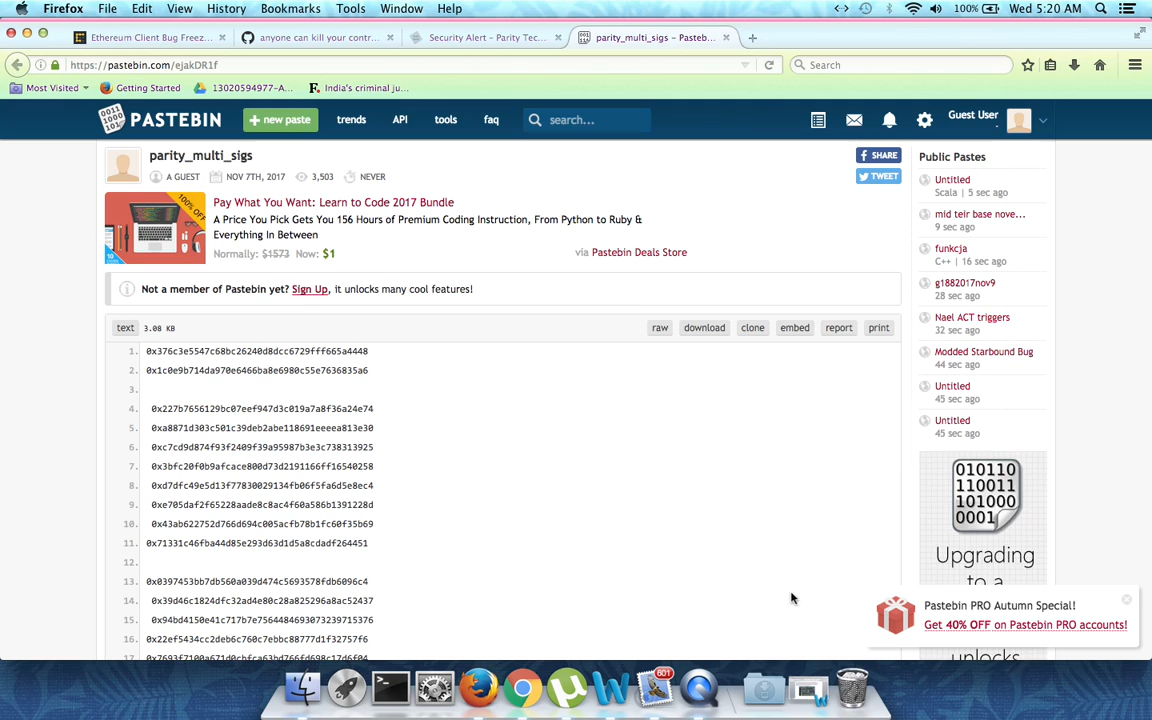 Firefox File Edit View History Bookmarks Tools Window Help 100% Wed 5:20 AM
Ethereum Client Bug Freez... anyone can kill your contr... Security Alert – Parity Tec... parity_multi_sigs – Pasteb...
https://pastebin.com/ejakDR1f Search
Most Visited Getting Started 13020594977-A... India's criminal ju...
PASTEBIN + new paste trends API tools faq search... Guest User
parity_multi_sigs
A GUEST NOV 7TH, 2017 3,503 NEVER
SHARE
TWEET
100% OFF
Pay What You Want: Learn to Code 2017 Bundle
A Price You Pick Gets You 156 Hours of Premium Coding Instruction, From Python to Ruby &
Everything In Between
Normally: $1573 Now: $1 via Pastebin Deals Store
Not a member of Pastebin yet? Sign Up, it unlocks many cool features!
text 3.08 KB raw download clone embed report print
1. 0x376c3e5547c68bc26240d8dcc6729fff665a4448
2. 0x1c0e9b714da970e6466ba8e6980c55e7636835a6
3.
4. 0x227b7656129bc07eef947d3c019a7a8f36a24e74
5. 0xa8871d303c501c39deb2abe118691eeeea813e30
6. 0xc7cd9d874f93f2409f39a95987b3e3c738313925
7. 0x3bfc20f0b9afcace800d73d2191166ff16540258
8. 0xd7dfc49e5d13f77830029134fb06f5fa6d5e8ec4
9. 0xe705daf2f65228aade8c8ac4f60a586b1391228d
10. 0x43ab622752d766d694c005acfb78b1fc60f35b69
11. 0x71331c46fba44d85e293d63d1d5a8cdadf264451
12.
13. 0x0397453bb7db560a039d474c5693578fdb6096c4
14. 0x39d46c1824dfc32ad4e80c28a825296a8ac52437
15. 0x94bd4150e41c717b7e7564484693073239715376
16. 0x22ef5434cc2deb6c760c7ebbc88777d1f32757f6
17. 0x7693f7100a671d0cbfca63bd766fd698c17d6f04
Public Pastes
Untitled
Scala | 5 sec ago
mid teir base nove...
9 sec ago
funkcja
C++ | 16 sec ago
g1882017nov9
28 sec ago
Nael ACT triggers
32 sec ago
Modded Starbound Bug
44 sec ago
Untitled
45 sec ago
Untitled
45 sec ago
010110
110011
101000
0001
Upgrading
to a
unlocks
Pastebin PRO Autumn Special!
Get 40% OFF on Pastebin PRO accounts!
601